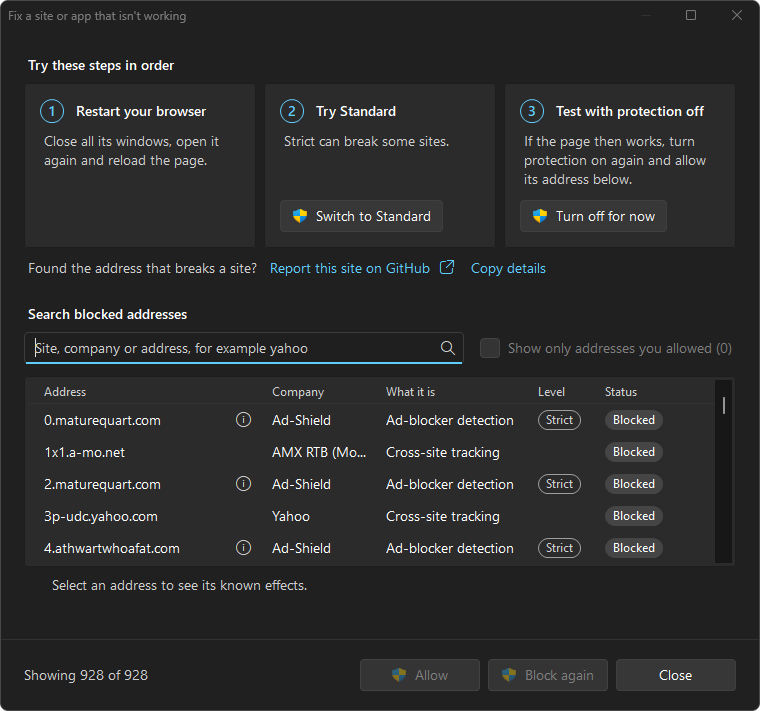 Fix a site or app that isn't working
Try these steps in order
1 Restart your browser
Close all its windows, open it
again and reload the page.
2 Try Standard
Strict can break some sites.
Switch to Standard
3 Test with protection off
If the page then works, turn
protection on again and allow
its address below.
Turn off for now
Found the address that breaks a site? Report this site on GitHub Copy details
Search blocked addresses
Site, company or address, for example yahoo
Show only addresses you allowed (0)
Address Company What it is Level Status
0.maturequart.com Ad-Shield Ad-blocker detection Strict Blocked
1x1.a-mo.net AMX RTB (Mo... Cross-site tracking Blocked
2.maturequart.com Ad-Shield Ad-blocker detection Strict Blocked
3p-udc.yahoo.com Yahoo Cross-site tracking Blocked
4.athwartwhoafat.com Ad-Shield Ad-blocker detection Strict Blocked
Select an address to see its known effects.
Showing 928 of 928 Allow Block again Close